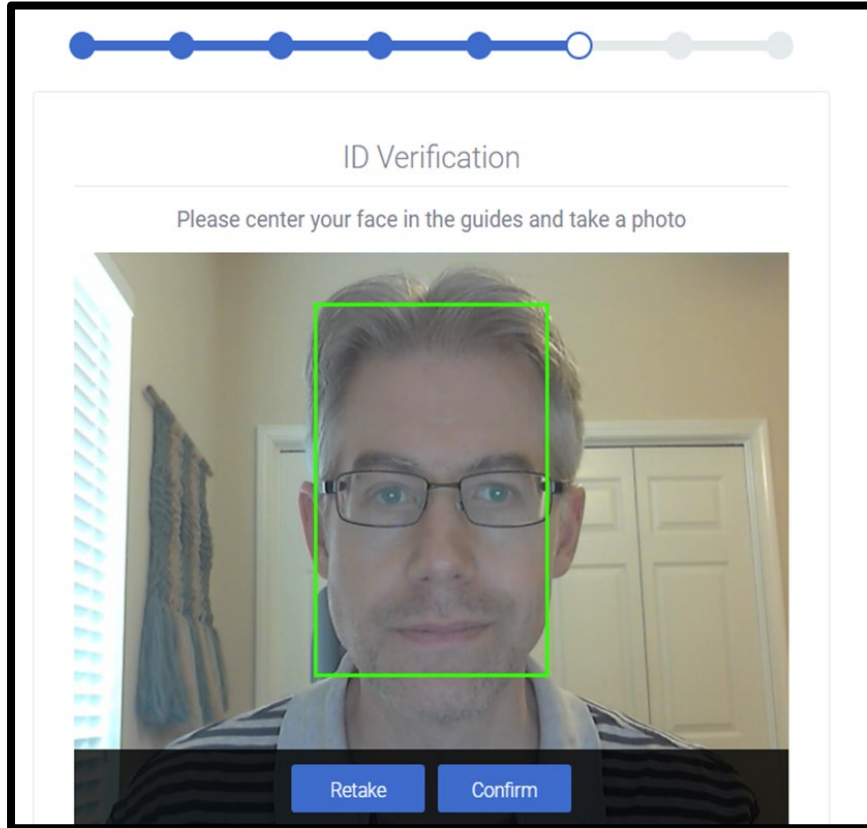 ID Verification
Please center your face in the guides and take a photo
Retake
Confirm